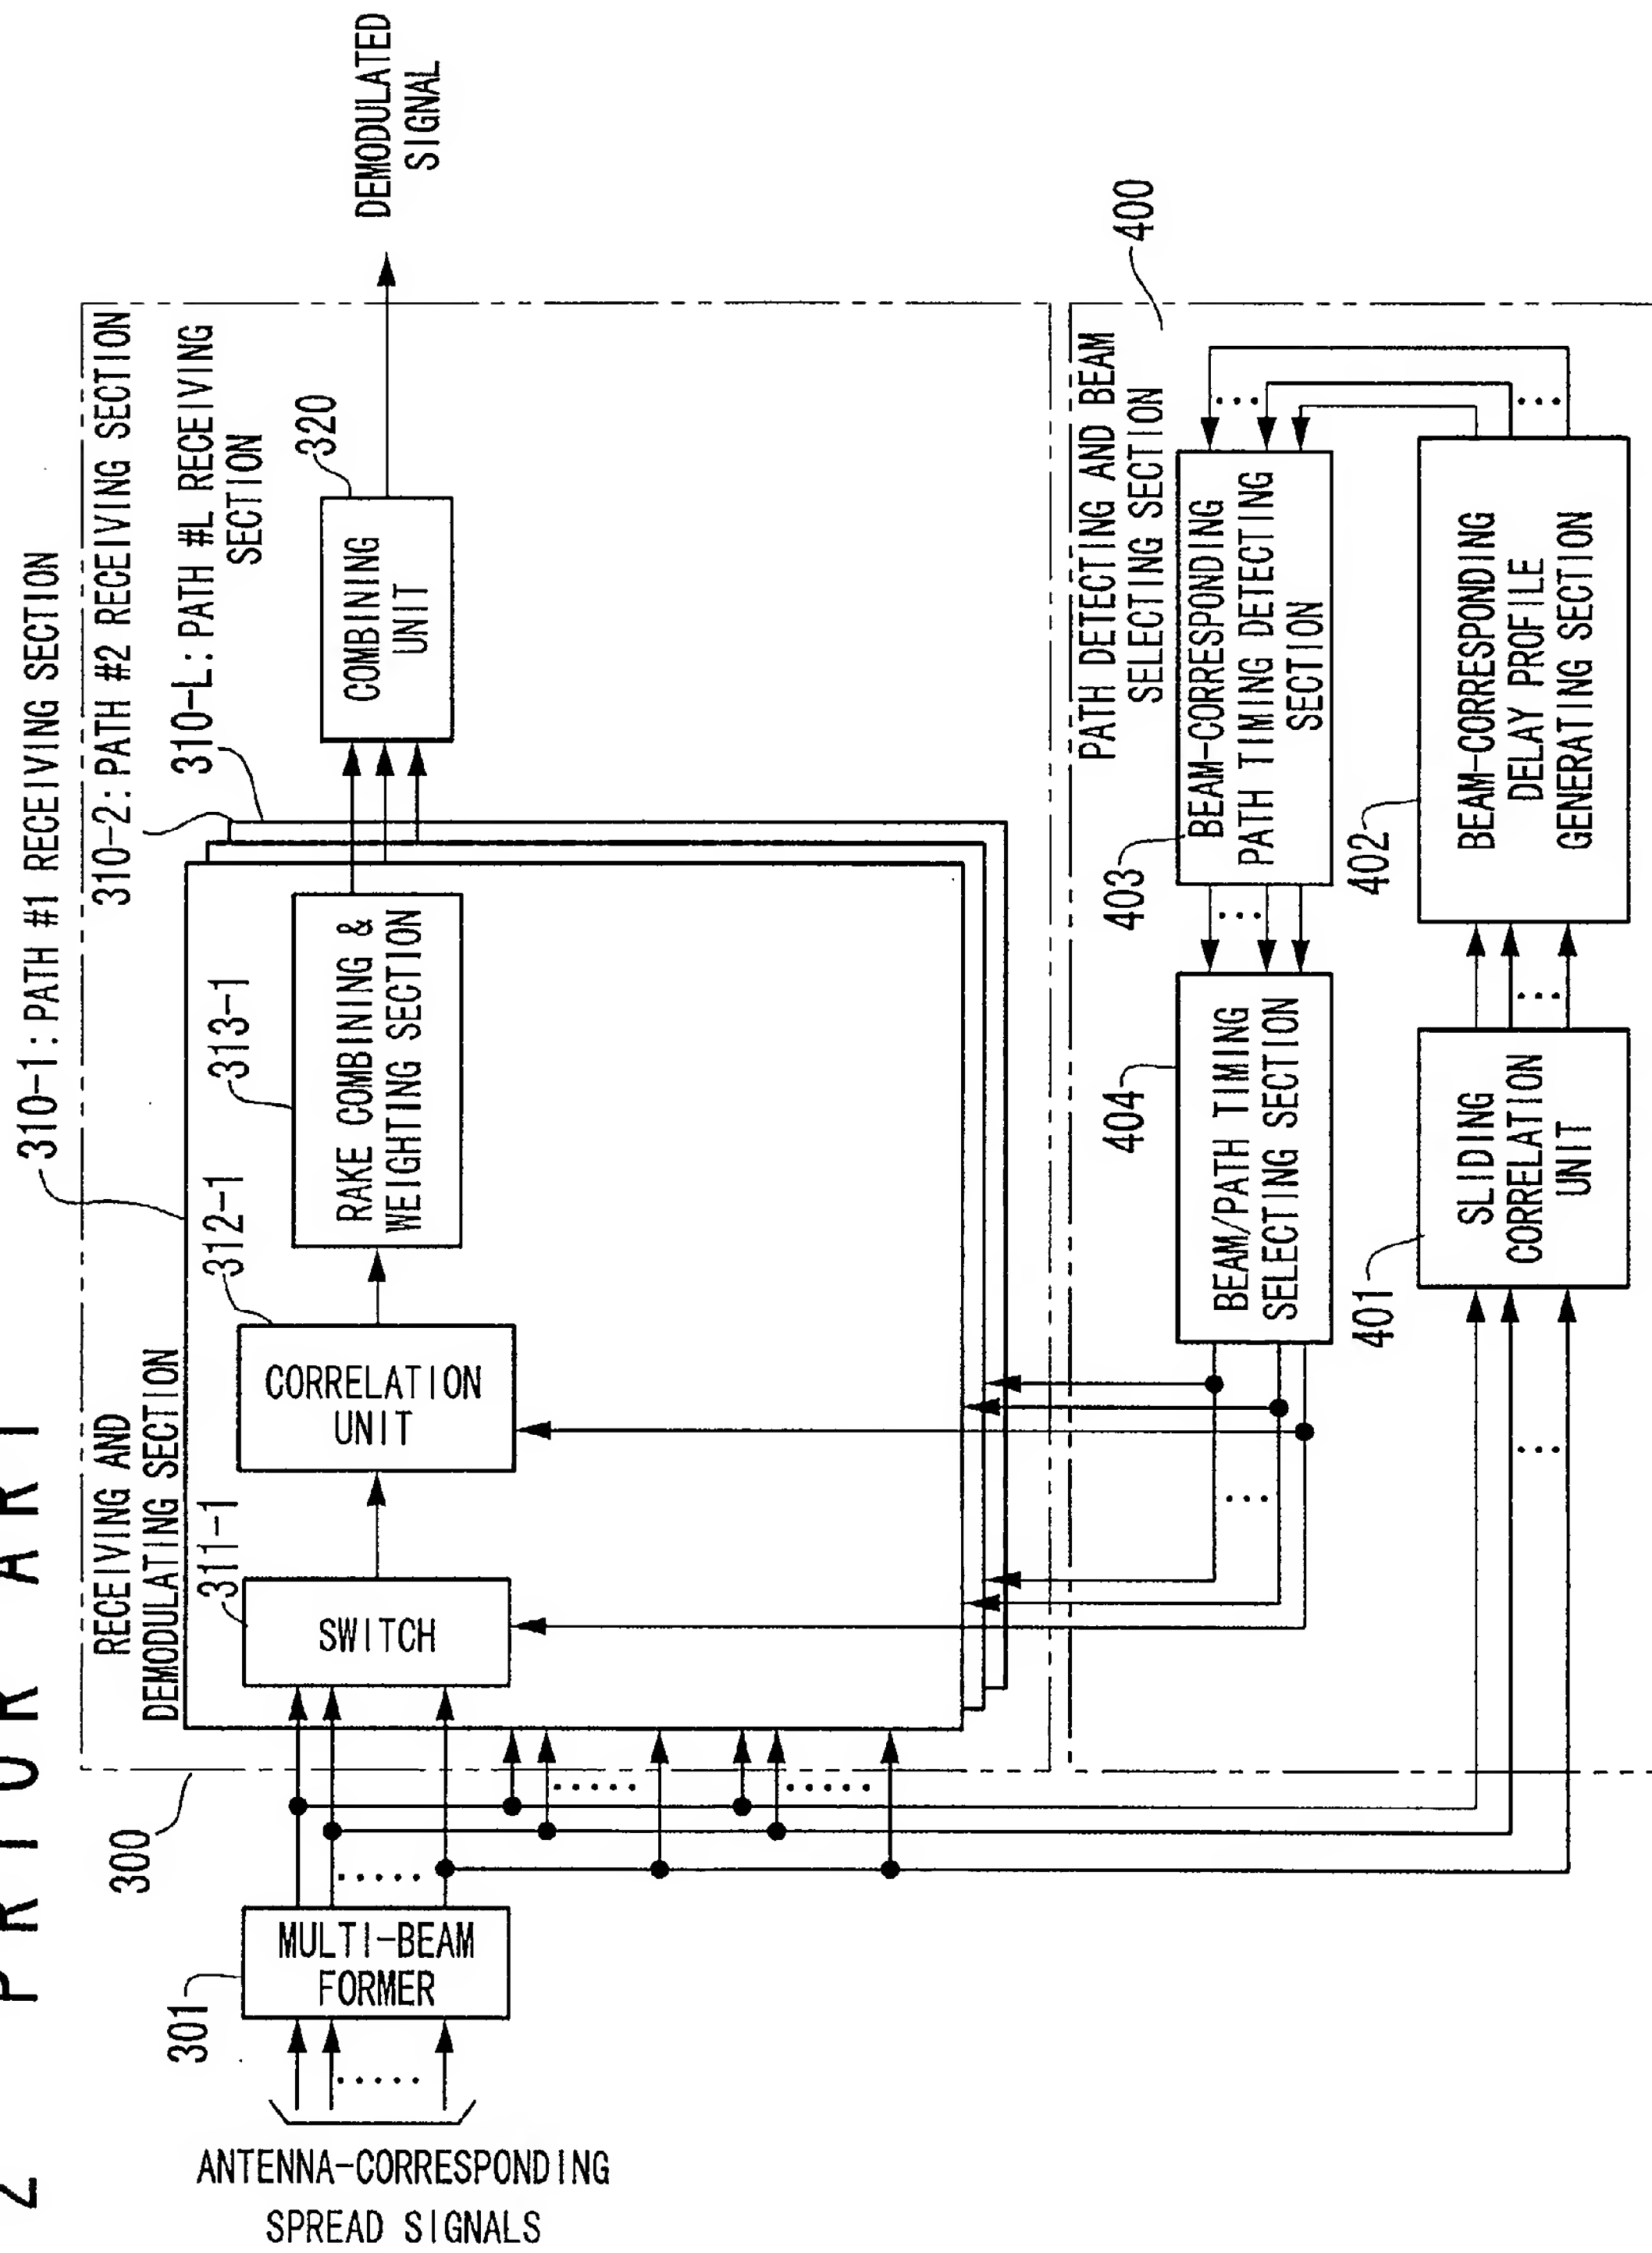 2 PRIOR ART
310-1: PATH #1 RECEIVING SECTION
310-2: PATH #2 RECEIVING SECTION
310-L: PATH #L RECEIVING
SECTION
RECEIVING AND
DEMODULATING SECTION
300
301
MULTI-BEAM
FORMER
ANTENNA-CORRESPONDING
SPREAD SIGNALS
311-1
SWITCH
312-1
CORRELATION
UNIT
313-1
RAKE COMBINING &
WEIGHTING SECTION
320
COMBINING
UNIT
DEMODULATED
SIGNAL
PATH DETECTING AND BEAM
SELECTING SECTION
400
404
BEAM/PATH TIMING
SELECTING SECTION
403
BEAM-CORRESPONDING
PATH TIMING DETECTING
SECTION
401
SLIDING
CORRELATION
UNIT
402
BEAM-CORRESPONDING
DELAY PROFILE
GENERATING SECTION